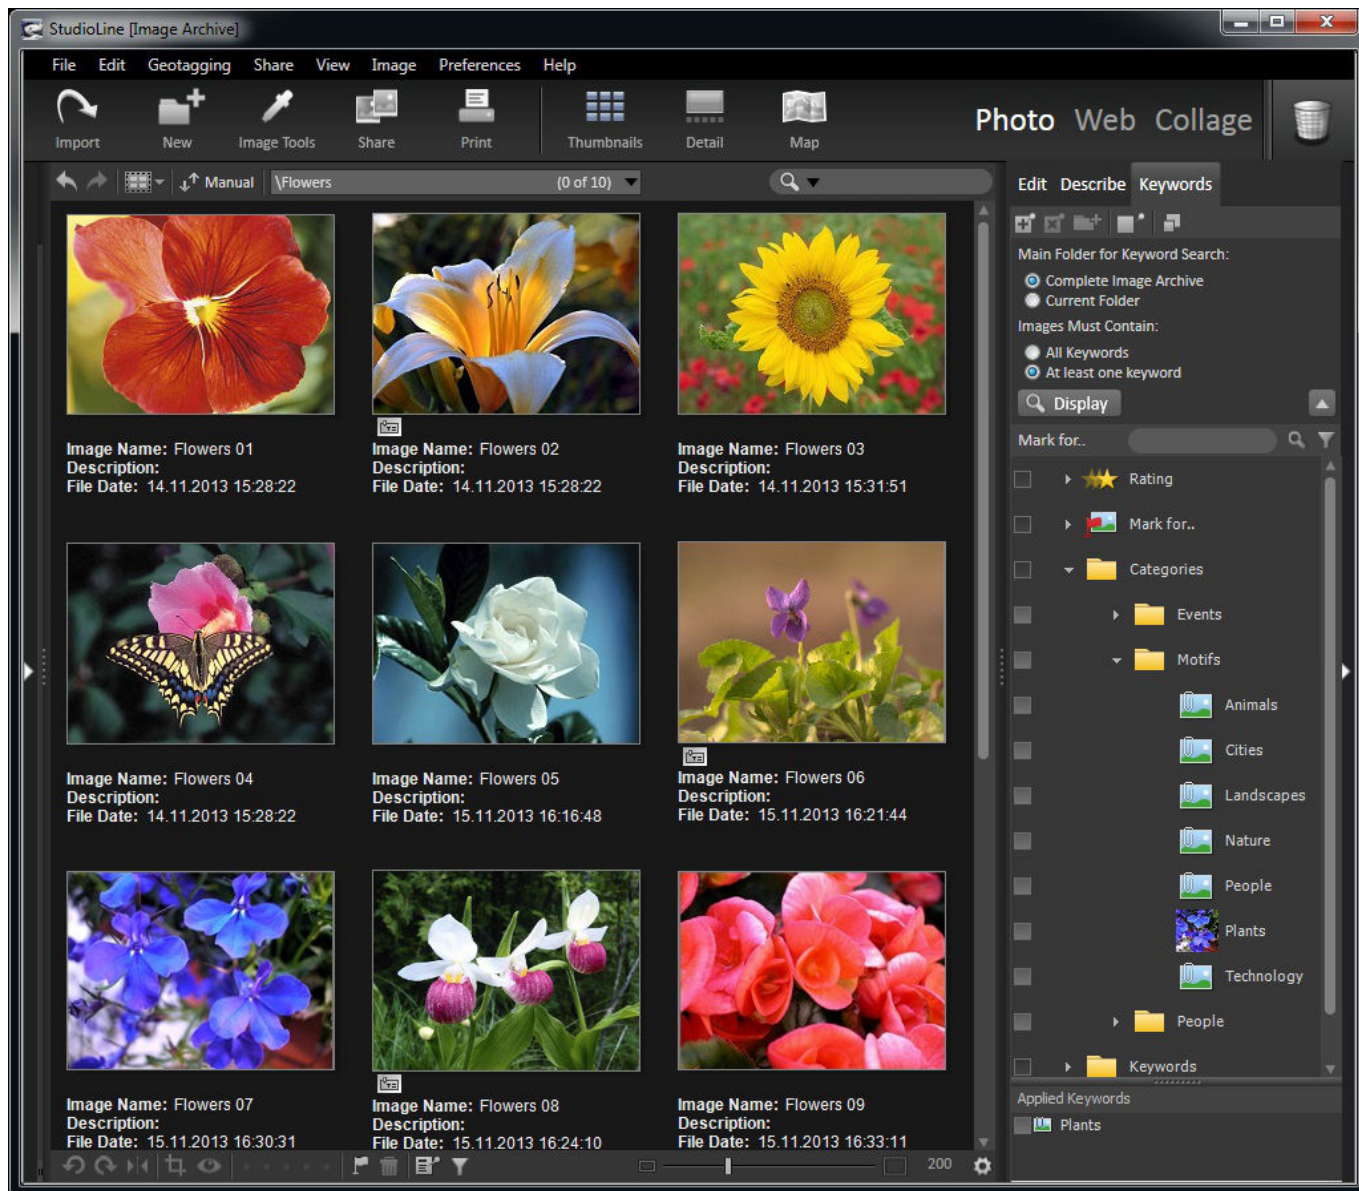 StudioLine [Image Archive]
File Edit Geotagging Share View Image Preferences Help
Import New Image Tools Share Print Thumbnails Detail Map
Photo Web Collage
Manual \Flowers (0 of 10)
Edit Describe Keywords
Main Folder for Keyword Search:
Complete Image Archive
Current Folder
Images Must Contain:
All Keywords
At least one keyword
Display
Mark for..
Rating
Mark for..
Categories
Events
Motifs
Animals
Cities
Landscapes
Nature
People
Plants
Technology
People
Keywords
Applied Keywords
Plants
Image Name: Flowers 01
Description:
File Date: 14.11.2013 15:28:22
Image Name: Flowers 02
Description:
File Date: 14.11.2013 15:28:22
Image Name: Flowers 03
Description:
File Date: 14.11.2013 15:31:51
Image Name: Flowers 04
Description:
File Date: 14.11.2013 15:28:22
Image Name: Flowers 05
Description:
File Date: 15.11.2013 16:16:48
Image Name: Flowers 06
Description:
File Date: 15.11.2013 16:21:44
Image Name: Flowers 07
Description:
File Date: 15.11.2013 16:30:31
Image Name: Flowers 08
Description:
File Date: 15.11.2013 16:24:10
Image Name: Flowers 09
Description:
File Date: 15.11.2013 16:33:11
200